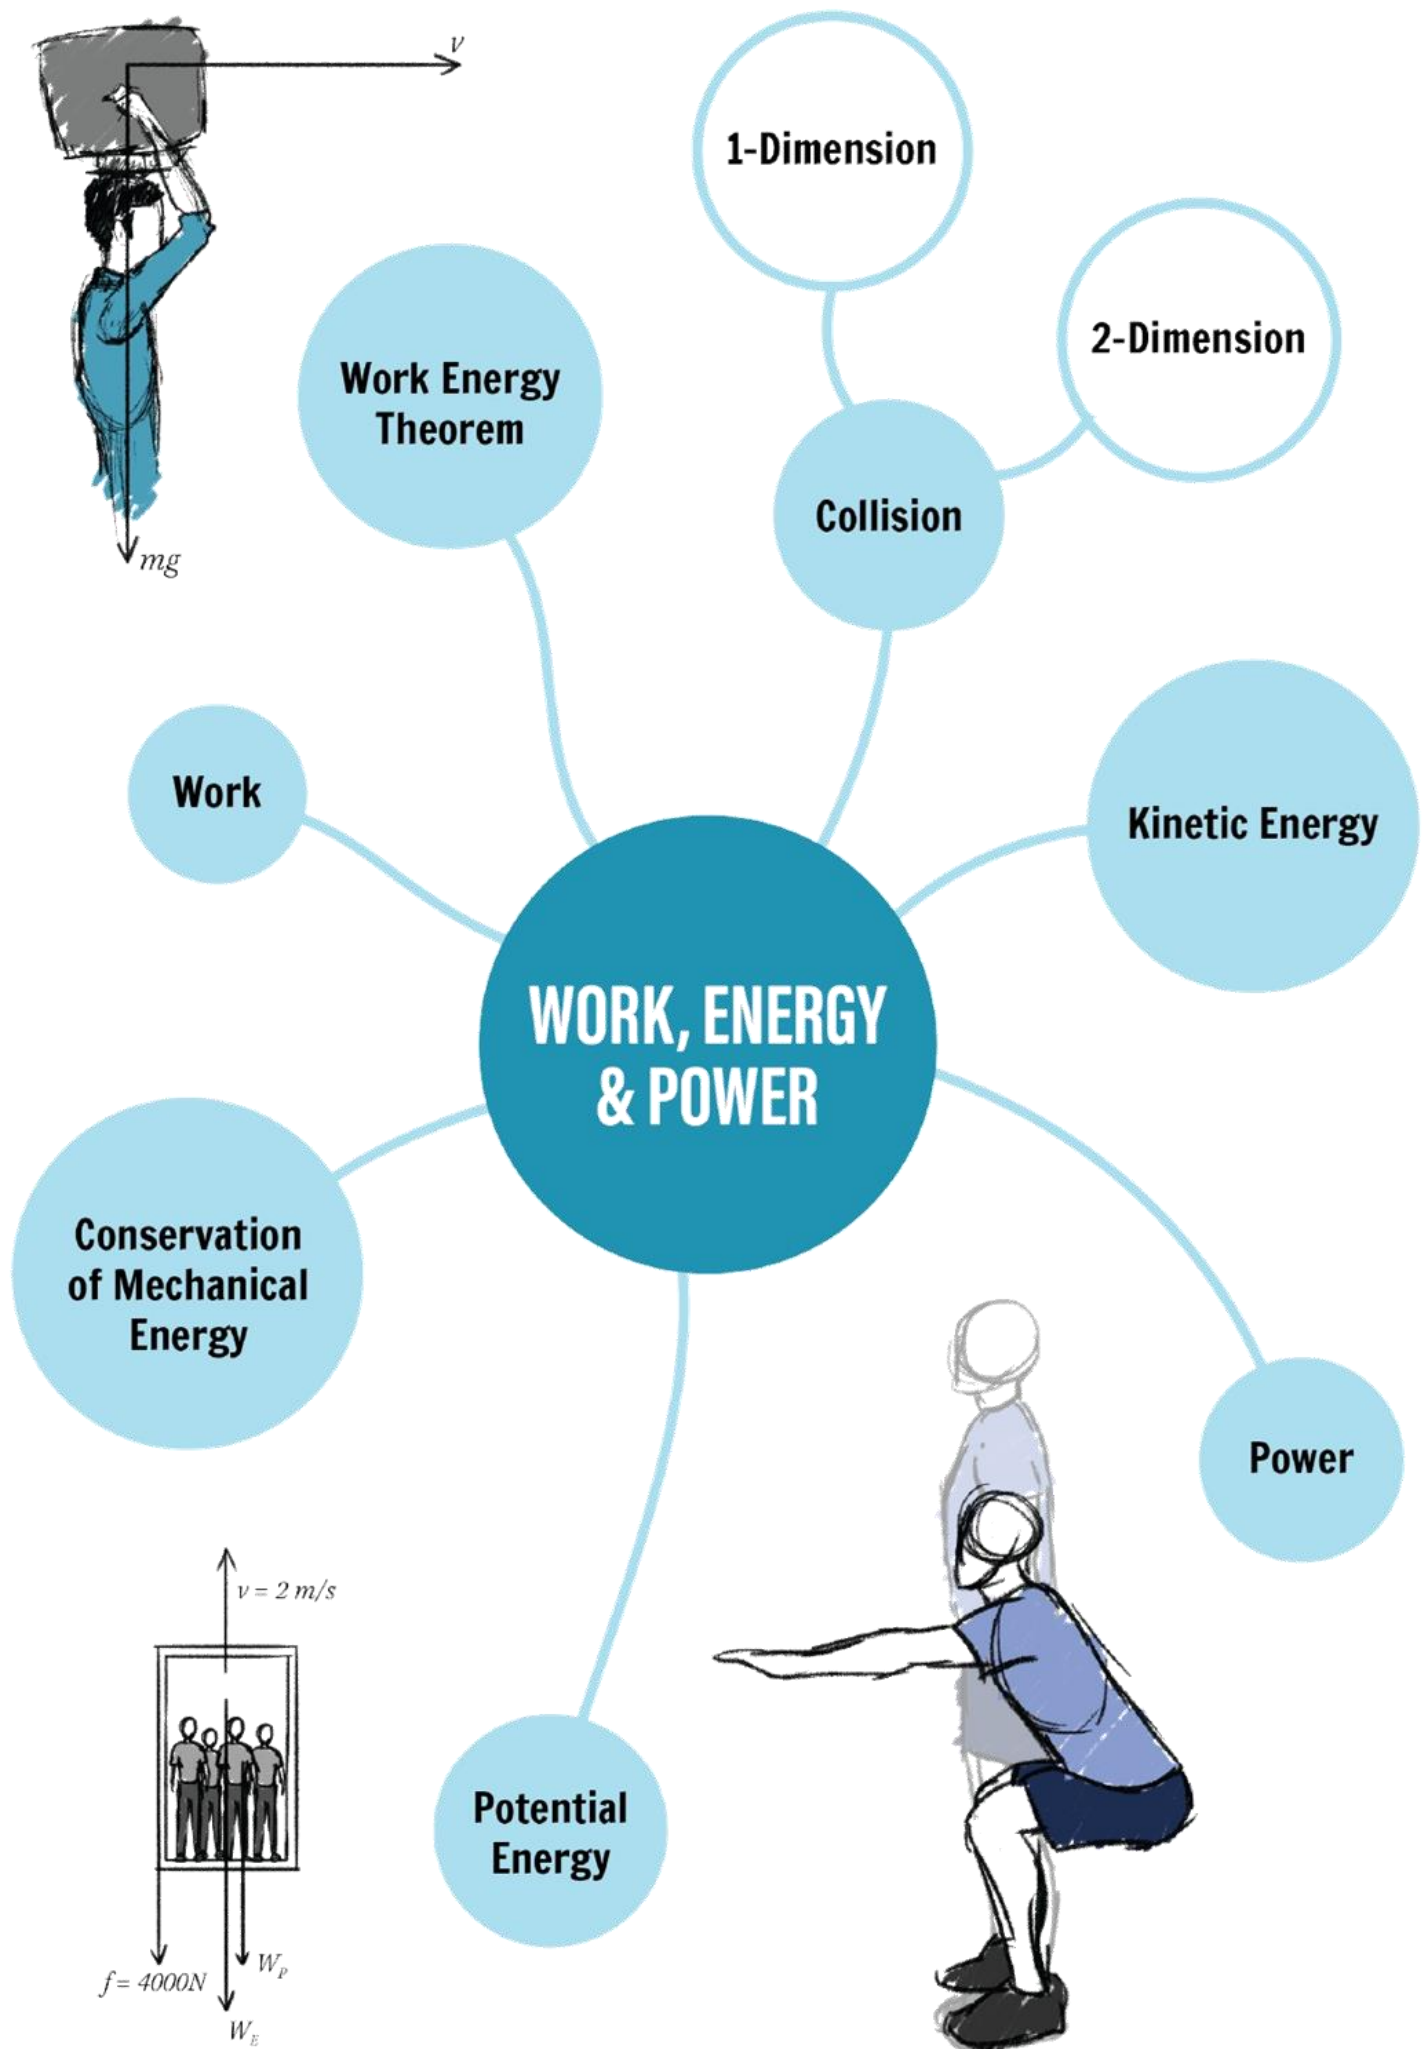 v
mg
1-Dimension
2-Dimension
Work Energy
Theorem
Collision
Work
Kinetic Energy
WORK, ENERGY
& POWER
Conservation
of Mechanical
Energy
Power
Potential
Energy
v = 2 m/s
f = 4000N
W_P
W_E